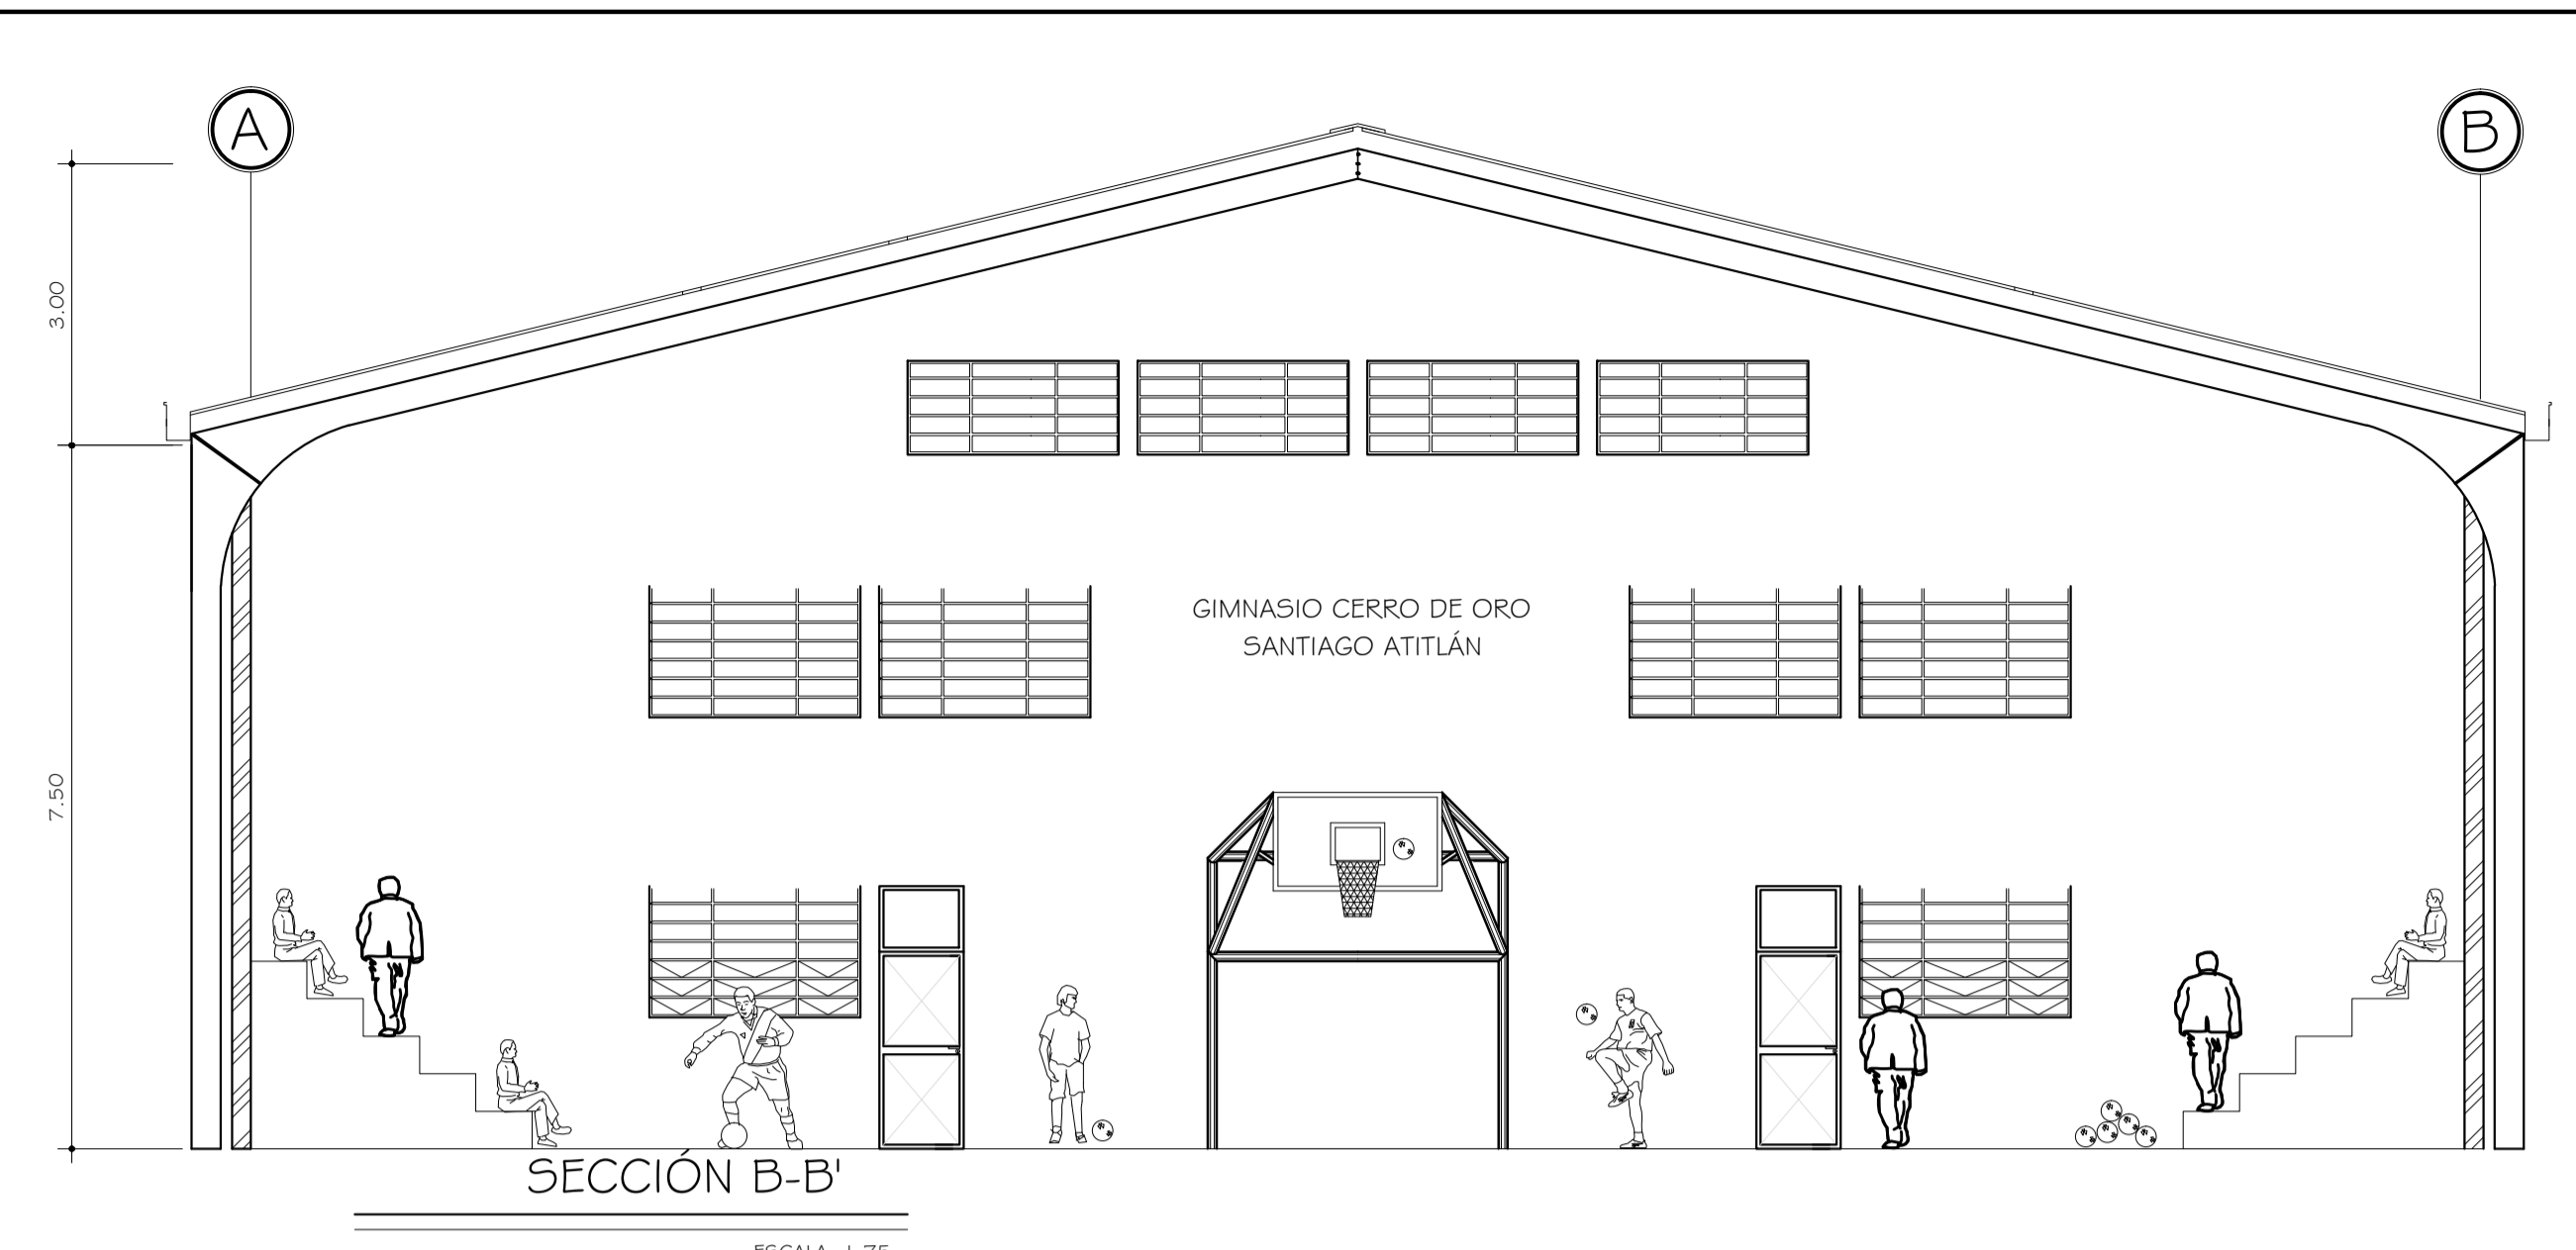 A
B
3.00
GIMNASIO CERRO DE ORO
SANTIAGO ATITLÁN
7.50
SECCIÓN B-B'